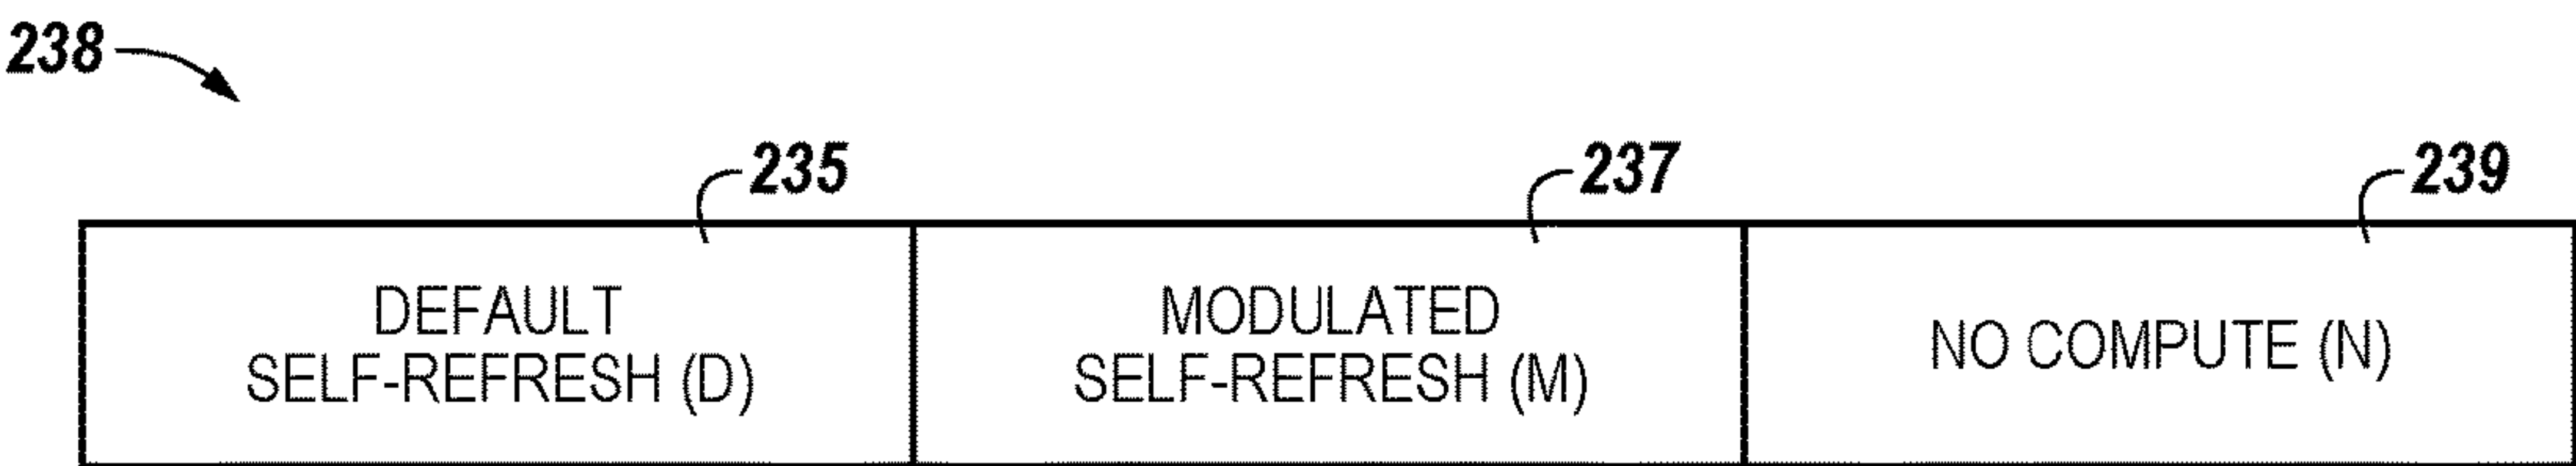 238
235
237
239
DEFAULT
SELF-REFRESH (D)
MODULATED
SELF-REFRESH (M)
NO COMPUTE (N)